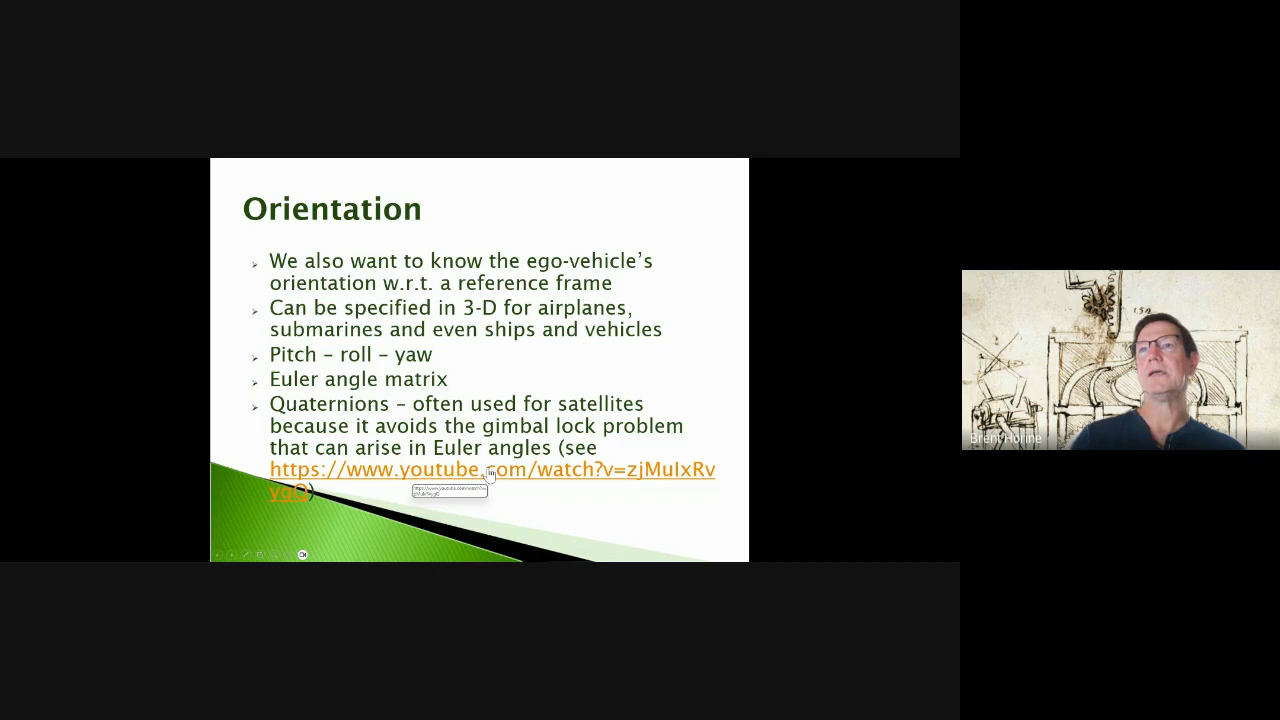 Orientation
We also want to know the ego-vehicle’s
orientation w.r.t. a reference frame
Can be specified in 3-D for airplanes,
submarines and even ships and vehicles
Pitch – roll – yaw
Euler angle matrix
Quaternions – often used for satellites
because it avoids the gimbal lock problem
that can arise in Euler angles (see
https://www.youtube.com/watch?v=zjMuIxRv
ygQ)
Brent Horine